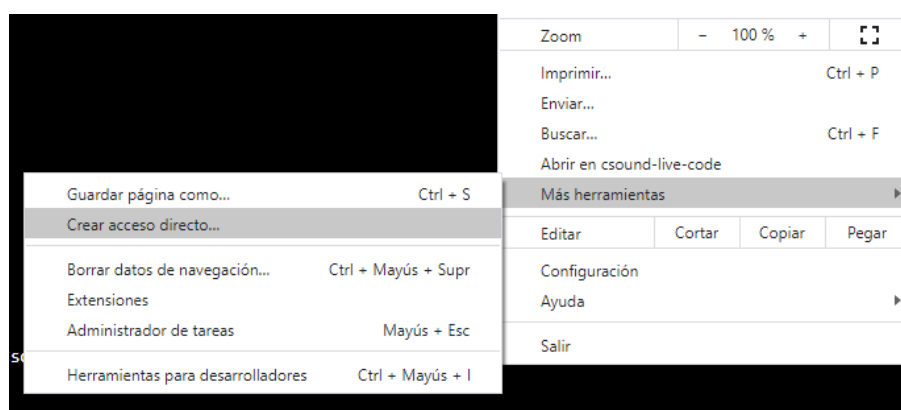 Zoom - 100 % +
Imprimir... Ctrl + P
Enviar...
Buscar... Ctrl + F
Abrir en csound-live-code
Más herramientas
Editar Cortar Copiar Pegar
Configuración
Ayuda
Salir
Guardar página como... Ctrl + S
Crear acceso directo...
Borrar datos de navegación... Ctrl + Mayús + Supr
Extensiones
Administrador de tareas Mayús + Esc
Herramientas para desarrolladores Ctrl + Mayús + I